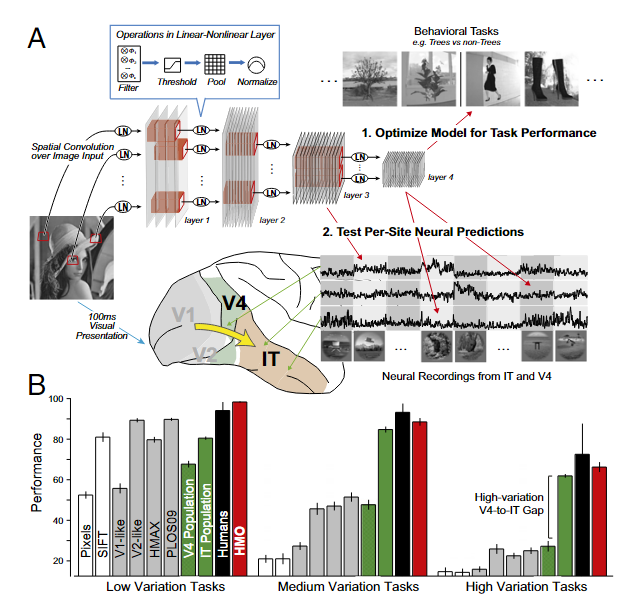 A
Operations in Linear-Nonlinear Layer
Φ₁
Φ₂
...
Φₖ
Filter
Threshold
Pool
Normalize
Behavioral Tasks
e.g. Trees vs non-Trees
...
...
Spatial Convolution
over Image Input
LN
LN
...
LN
LN
LN
...
LN
LN
LN
...
LN
LN
LN
layer 1
layer 2
layer 3
layer 4
1. Optimize Model for Task Performance
2. Test Per-Site Neural Predictions
100ms
Visual
Presentation
V1
V2
V4
IT
...
...
Neural Recordings from IT and V4
B
Performance
100
80
60
40
20
Pixels
SIFT
V1-like
V2-like
HMAX
PLOS09
V4 Population
IT Population
Humans
HMO
High-variation
V4-to-IT Gap
Low Variation Tasks
Medium Variation Tasks
High Variation Tasks